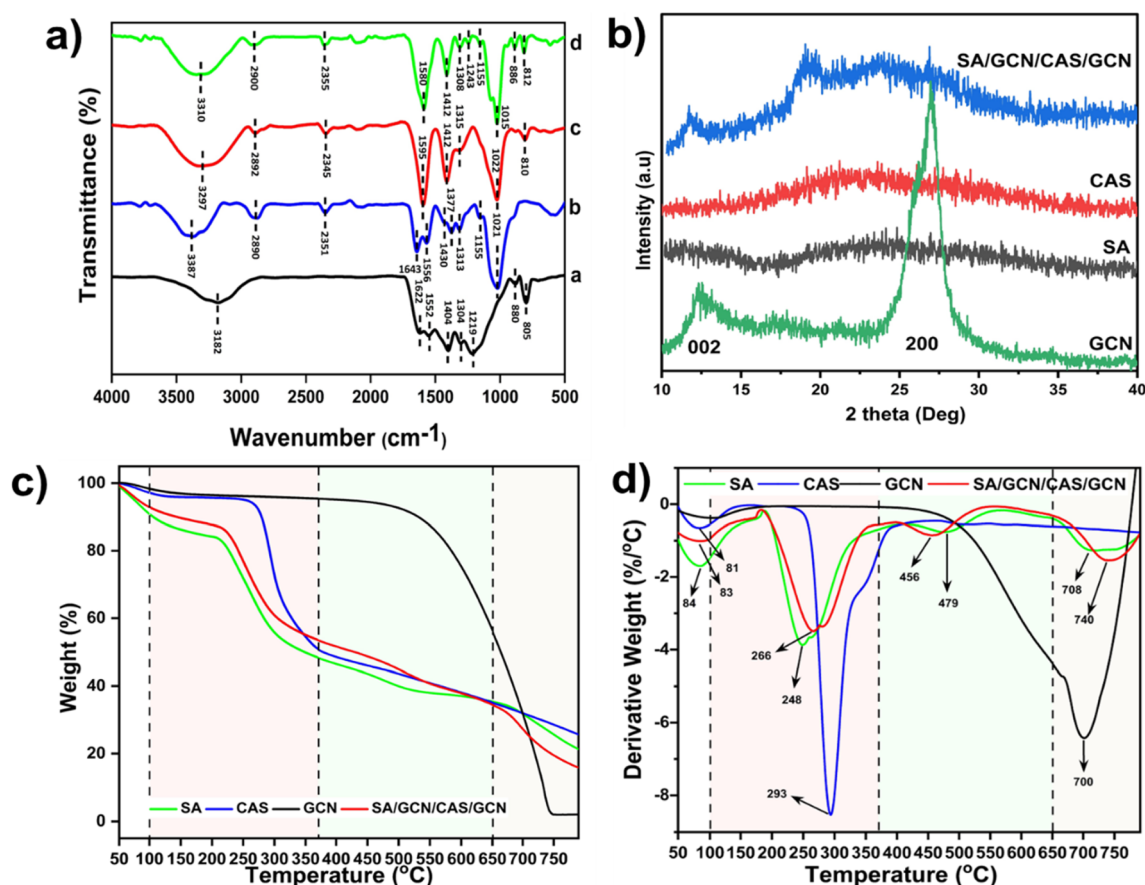 a)
d
c
b
a
3310
2900
2355
1580
1412
1308
1243
1155
1015
886
812
3297
2892
2345
1595
1412
1315
1022
810
3387
2890
2351
1643
1556
1430
1377
1313
1155
1021
3182
1622
1552
1404
1304
1219
880
805
Transmittance (%)
4000 3500 3000 2500 2000 1500 1000 500
Wavenumber (cm-1)
b)
SA/GCN/CAS/GCN
CAS
SA
GCN
002
200
Intensity (a.u)
10 15 20 25 30 35 40
2 theta (Deg)
c)
100
80
60
40
20
0
Weight (%)
SA CAS GCN SA/GCN/CAS/GCN
50 100 150 200 250 300 350 400 450 500 550 600 650 700 750
Temperature (oC)
d)
SA CAS GCN SA/GCN/CAS/GCN
0
-2
-4
-6
-8
Derivative Weight (%/oC)
81
83
84
266
248
293
456
479
708
740
700
50 100 150 200 250 300 350 400 450 500 550 600 650 700 750
Temperature (oC)